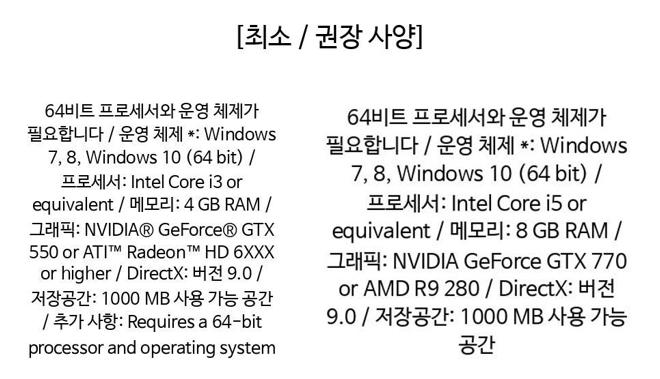 [최소 / 권장 사양]
64비트 프로세서와 운영 체제가
필요합니다 / 운영 체제 *: Windows
7, 8, Windows 10 (64 bit) /
프로세서: Intel Core i3 or
equivalent / 메모리: 4 GB RAM /
그래픽: NVIDIA® GeForce® GTX
550 or ATI™ Radeon™ HD 6XXX
or higher / DirectX: 버전 9.0 /
저장공간: 1000 MB 사용 가능 공간
/ 추가 사항: Requires a 64-bit
processor and operating system
64비트 프로세서와 운영 체제가
필요합니다 / 운영 체제 *: Windows
7, 8, Windows 10 (64 bit) /
프로세서: Intel Core i5 or
equivalent / 메모리: 8 GB RAM /
그래픽: NVIDIA GeForce GTX 770
or AMD R9 280 / DirectX: 버전
9.0 / 저장공간: 1000 MB 사용 가능
공간